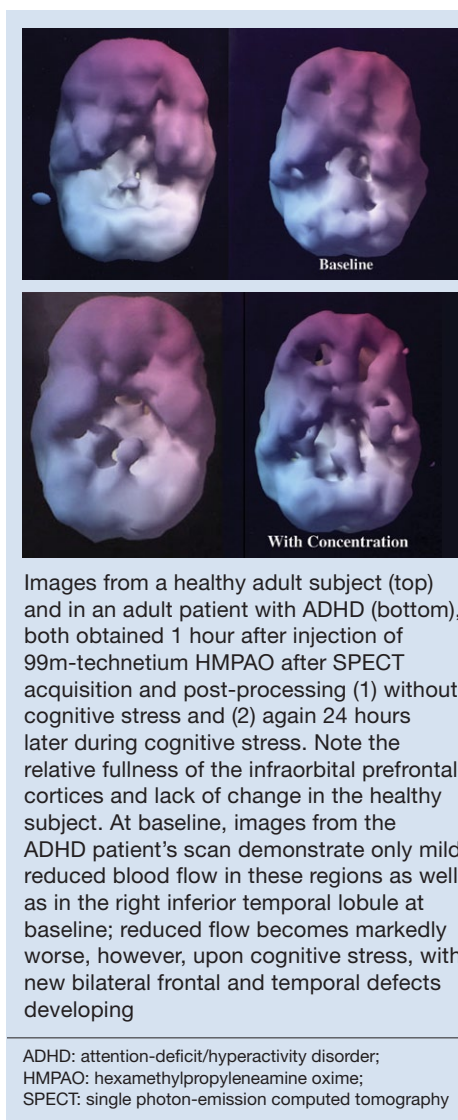 Baseline
With Concentration
Images from a healthy adult subject (top)
and in an adult patient with ADHD (bottom),
both obtained 1 hour after injection of
99m-technetium HMPAO after SPECT
acquisition and post-processing (1) without
cognitive stress and (2) again 24 hours
later during cognitive stress. Note the
relative fullness of the infraorbital prefrontal
cortices and lack of change in the healthy
subject. At baseline, images from the
ADHD patient's scan demonstrate only mild
reduced blood flow in these regions as well
as in the right inferior temporal lobule at
baseline; reduced flow becomes markedly
worse, however, upon cognitive stress, with
new bilateral frontal and temporal defects
developing
ADHD: attention-deficit/hyperactivity disorder;
HMPAO: hexamethylpropyleneamine oxime;
SPECT: single photon-emission computed tomography